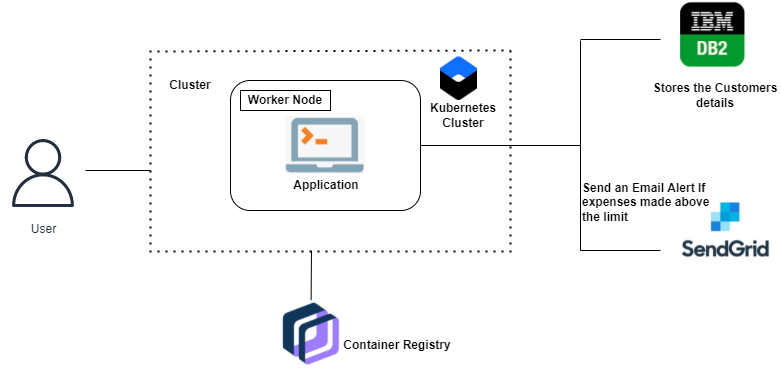 IBM
DB2
Stores the Customers
details
Cluster
Worker Node
Kubernetes
Cluster
Application
User
Send an Email Alert If
expenses made above
the limit
SendGrid
Container Registry